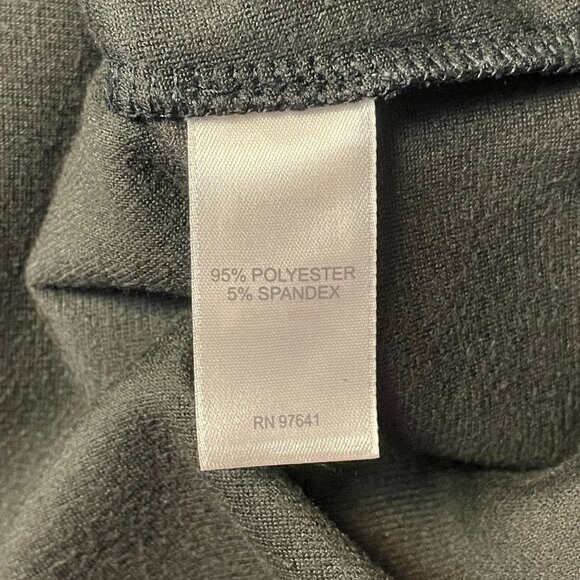 95% POLYESTER
5% SPANDEX
RN 97641